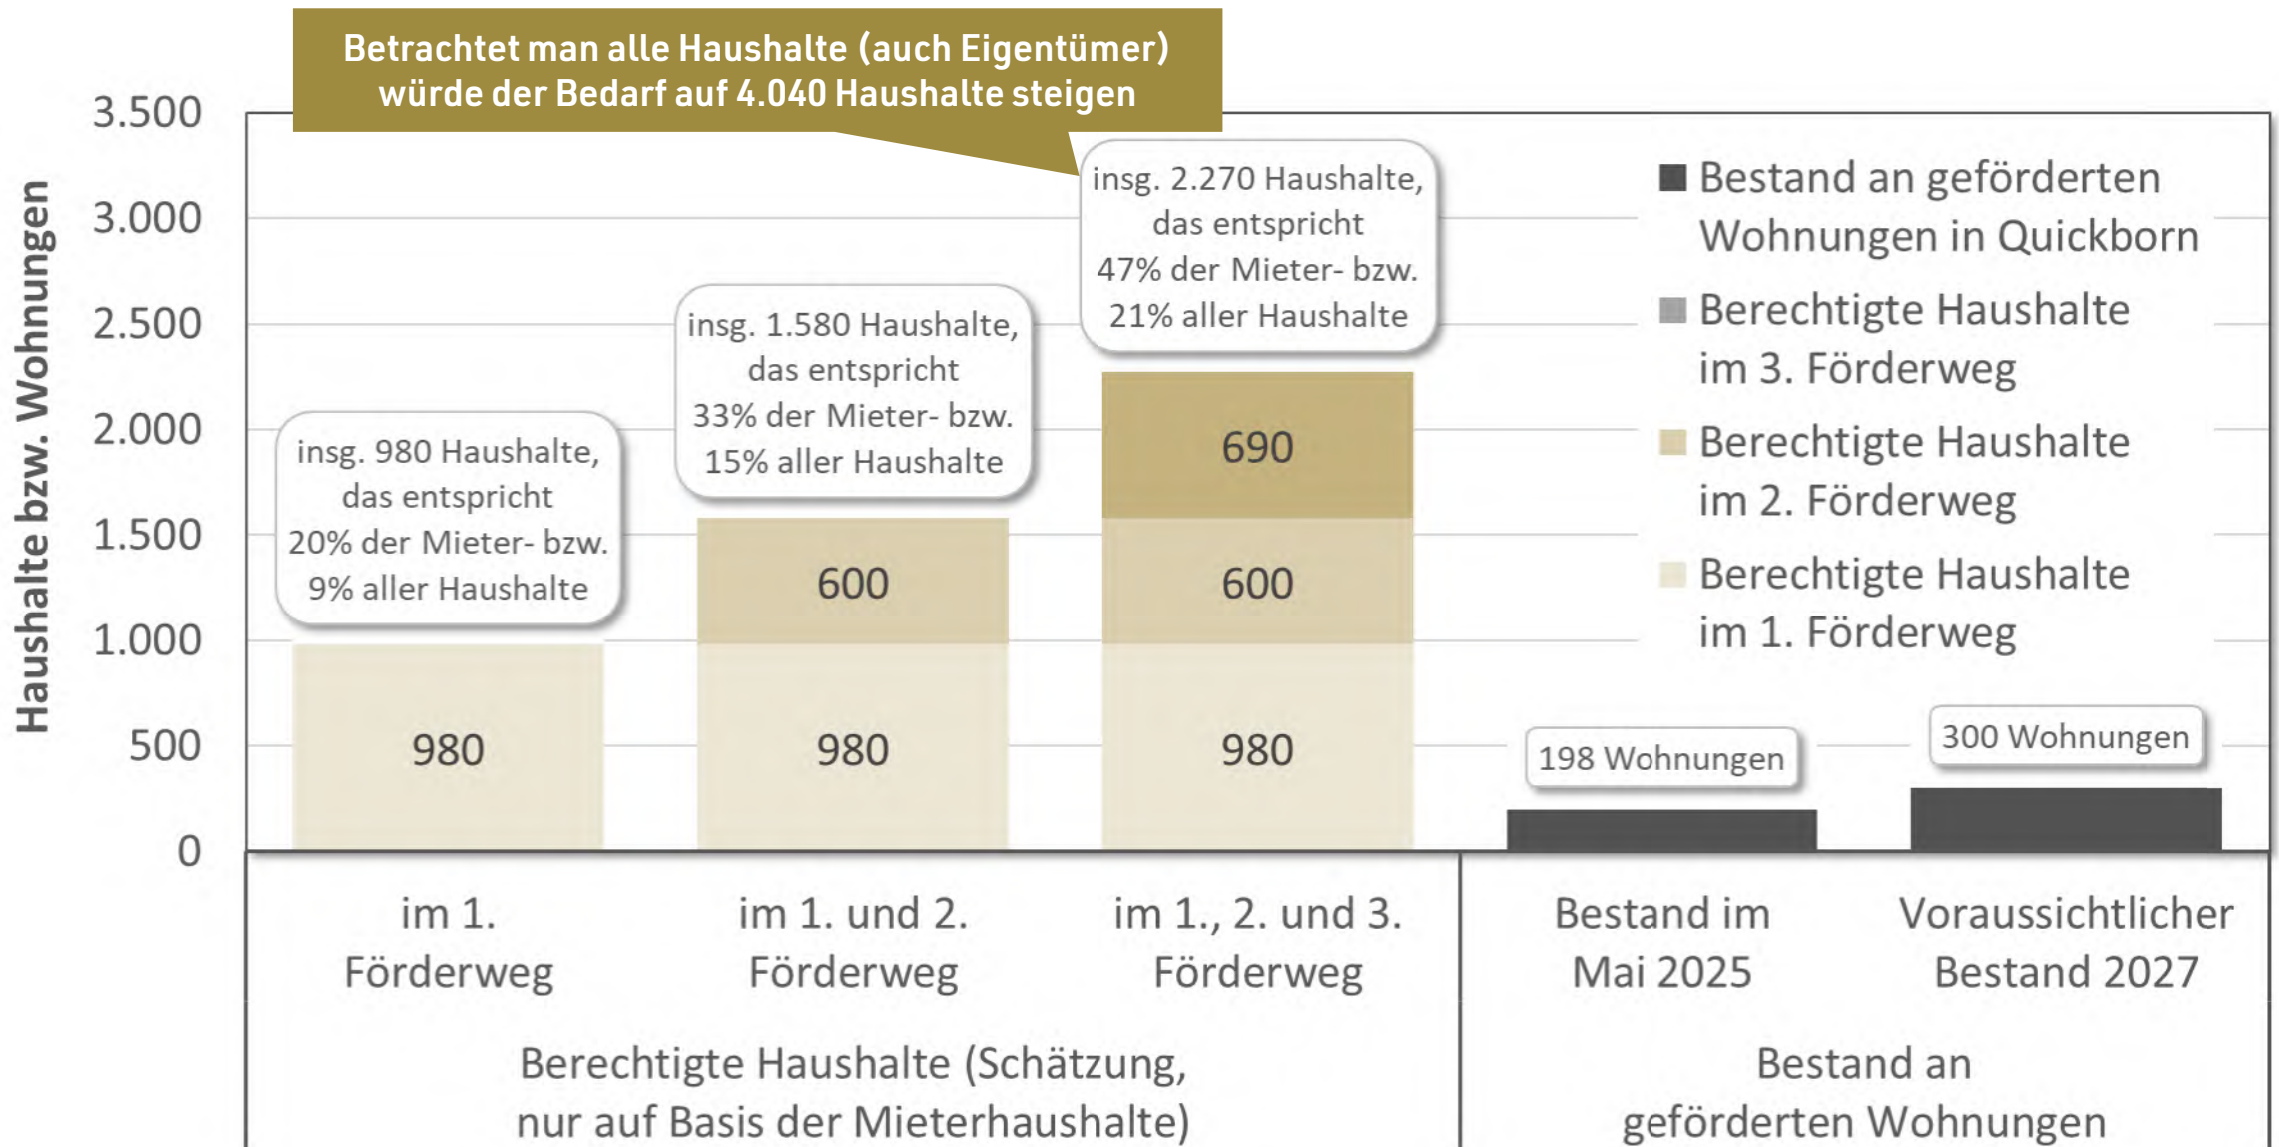 Betrachtet man alle Haushalte (auch Eigentümer)
würde der Bedarf auf 4.040 Haushalte steigen
Haushalte bzw. Wohnungen
3.500
3.000
2.500
2.000
1.500
1.000
500
0
insg. 980 Haushalte,
das entspricht
20% der Mieter- bzw.
9% aller Haushalte
980
insg. 1.580 Haushalte,
das entspricht
33% der Mieter- bzw.
15% aller Haushalte
600
980
insg. 2.270 Haushalte,
das entspricht
47% der Mieter- bzw.
21% aller Haushalte
690
600
980
198 Wohnungen
300 Wohnungen
Bestand an geförderten
Wohnungen in Quickborn
Berechtigte Haushalte
im 3. Förderweg
Berechtigte Haushalte
im 2. Förderweg
Berechtigte Haushalte
im 1. Förderweg
im 1.
Förderweg
im 1. und 2.
Förderweg
im 1., 2. und 3.
Förderweg
Bestand im
Mai 2025
Voraussichtlicher
Bestand 2027
Berechtigte Haushalte (Schätzung,
nur auf Basis der Mieterhaushalte)
Bestand an
geförderten Wohnungen